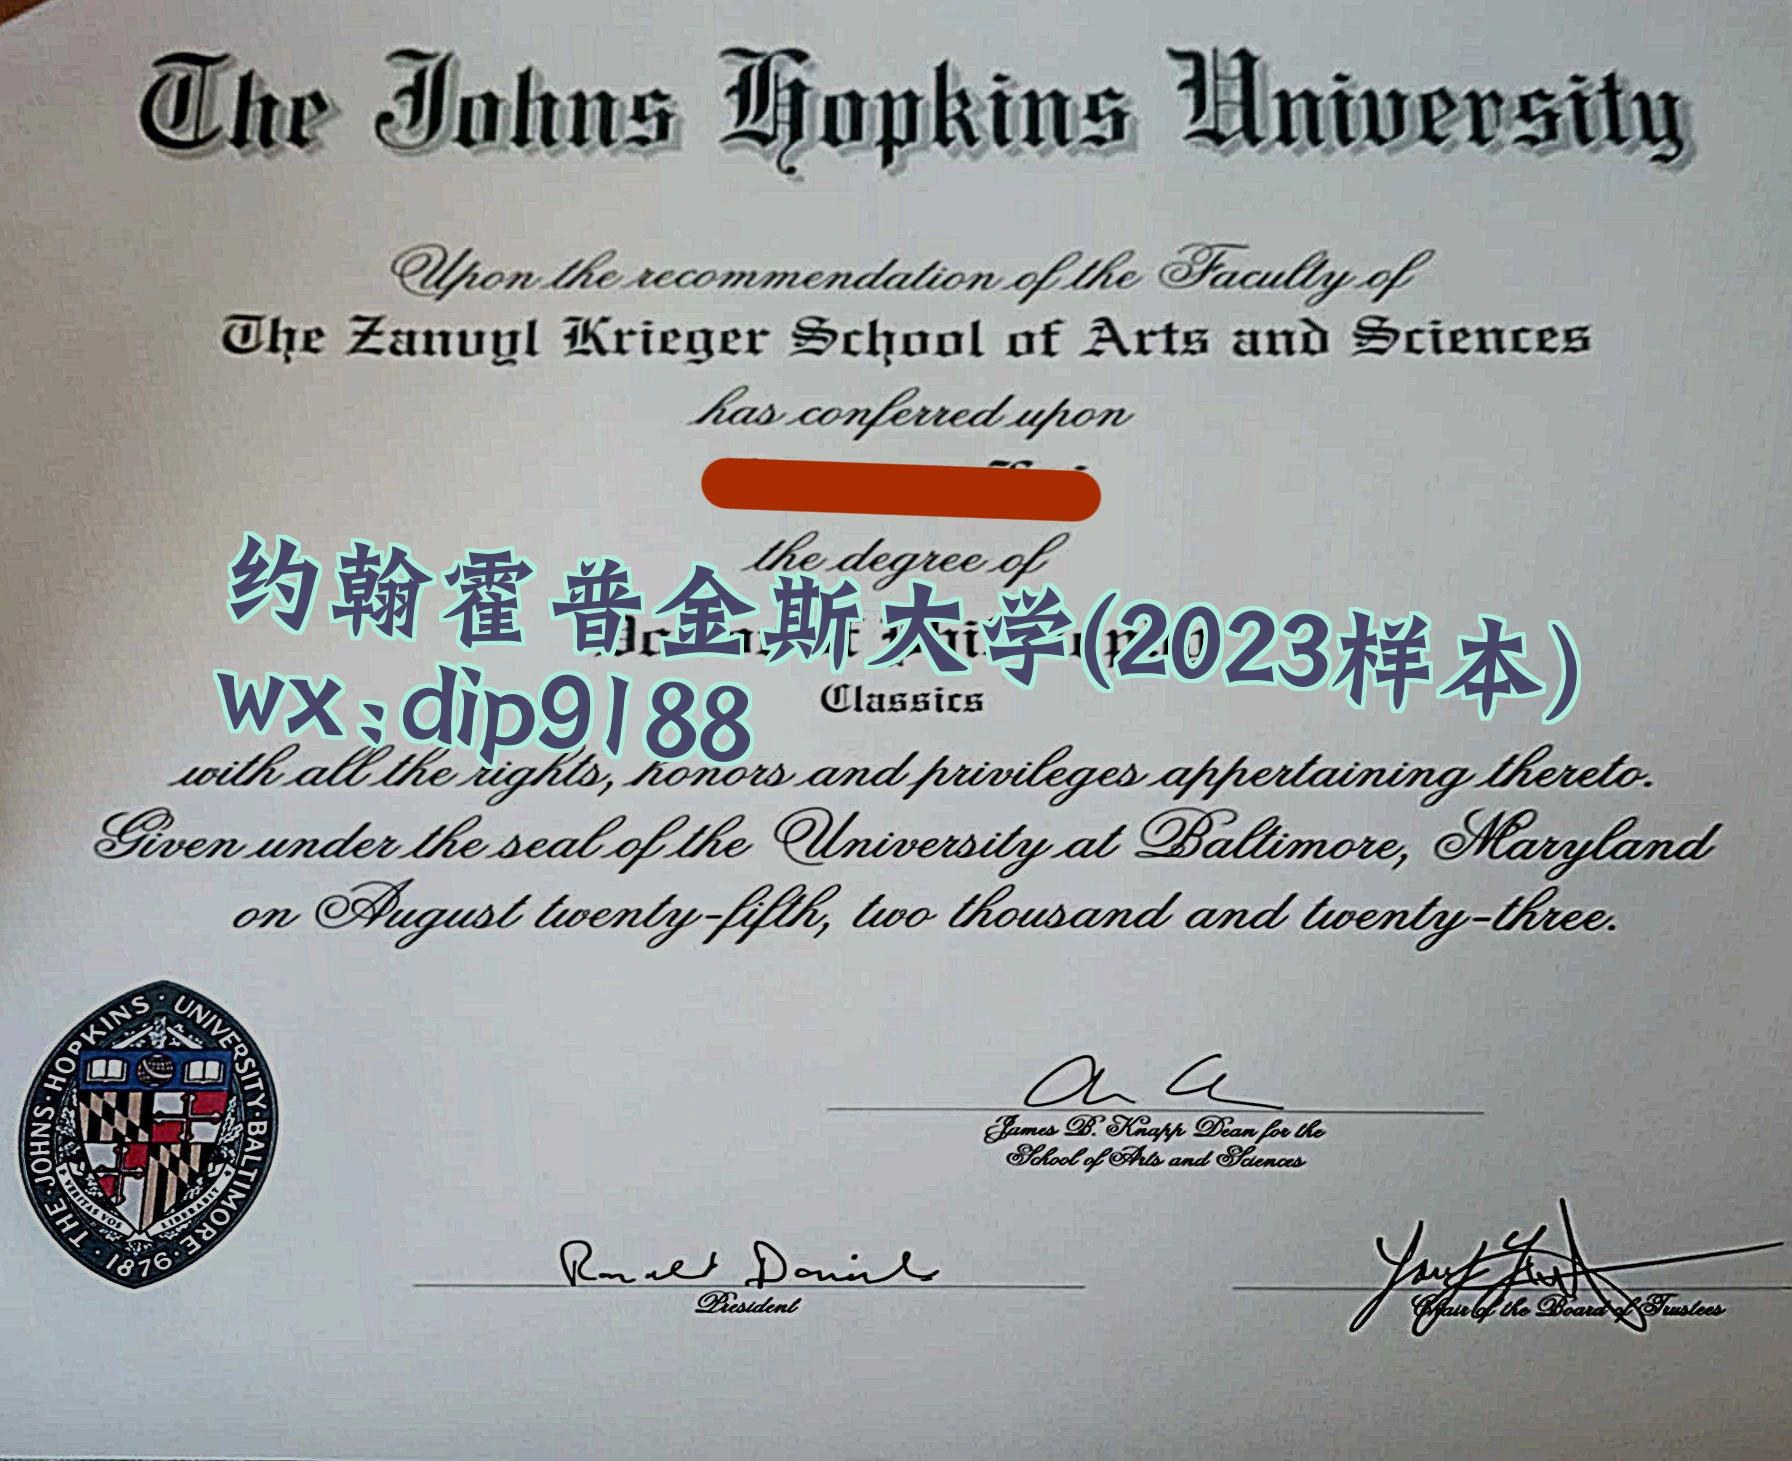 The Johns Hopkins University
Upon the recommendation of the Faculty of
The Zanvyl Krieger School of Arts and Sciences
has conferred upon
the degree of
约翰霍普金斯大学(2023样本)
wx:dip9188
Classics
with all the rights, honors and privileges appertaining thereto.
Given under the seal of the University at Baltimore, Maryland
on August twenty-fifth, two thousand and twenty-three.
THE · JOHNS · HOPKINS · UNIVERSITY · BALTIMORE ·
VERITAS VOS LIBERABIT
1876
James B. Knapp Dean for the
School of Arts and Sciences
Ronald Daniels
President
Chair of the Board of Trustees